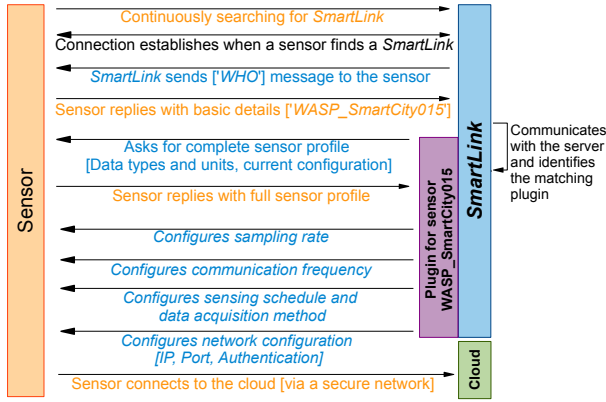 Continuously searching for SmartLink
Connection establishes when a sensor finds a SmartLink
SmartLink sends ['WHO'] message to the sensor
Sensor replies with basic details ['WASP_SmartCity015']
Asks for complete sensor profile
[Data types and units, current configuration]
Sensor replies with full sensor profile
Configures sampling rate
Configures communication frequency
Configures sensing schedule and
data acquisition method
Configures network configuration
[IP, Port, Authentication]
Sensor connects to the cloud [via a secure network]
Sensor
Plugin for sensor
WASP_SmartCity015
SmartLink
Cloud
Communicates
with the server
and identifies
the matching
plugin